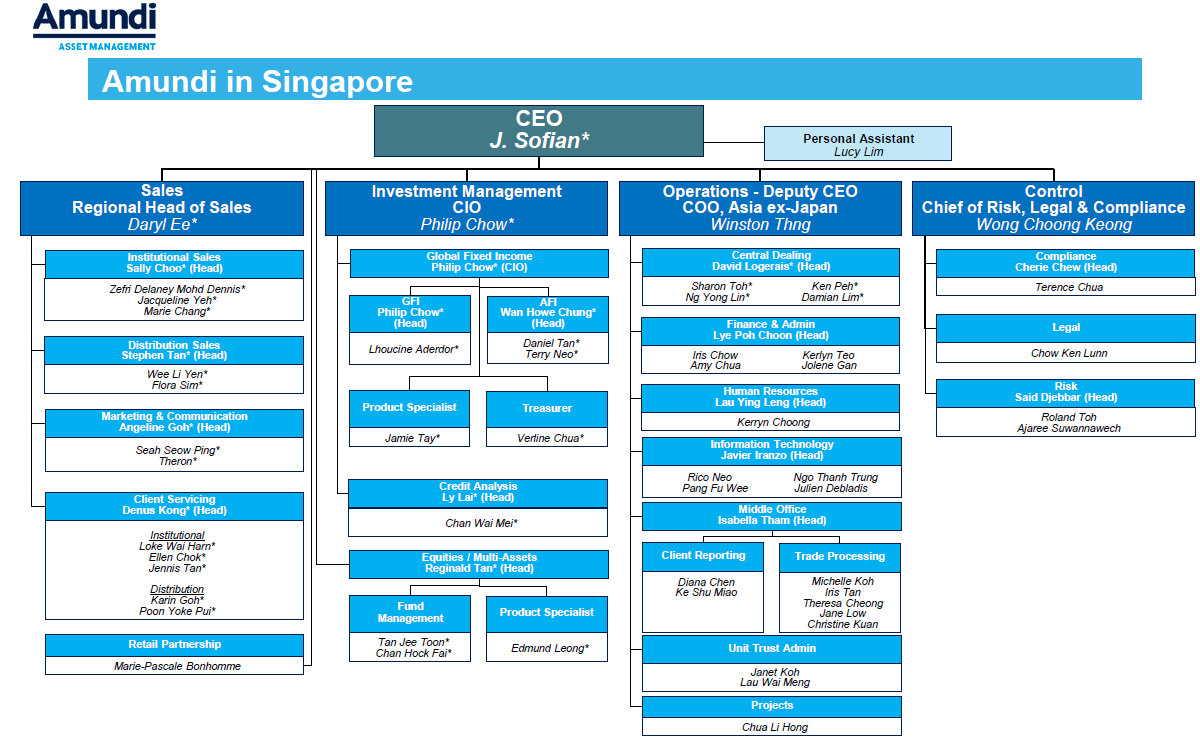 Amundi
ASSET MANAGEMENT
Amundi in Singapore
CEO
J. Sofian*
Personal Assistant
Lucy Lim
Sales
Regional Head of Sales
Daryl Ee*
Institutional Sales
Sally Choo* (Head)
Zefri Delaney Mohd Dennis*
Jacqueline Yeh*
Marie Chang*
Distribution Sales
Stephen Tan* (Head)
Wee Li Yen*
Flora Sim*
Marketing & Communication
Angeline Goh* (Head)
Seah Seow Ping*
Theron*
Client Servicing
Denus Kong* (Head)
Institutional
Loke Wai Harn*
Ellen Chok*
Jennis Tan*
Distribution
Karin Goh*
Poon Yoke Pui*
Retail Partnership
Marie-Pascale Bonhomme
Investment Management
CIO
Philip Chow*
Global Fixed Income
Philip Chow* (CIO)
GFI
Philip Chow*
(Head)
Lhoucine Aderdor*
AFI
Wan Howe Chung*
(Head)
Daniel Tan*
Terry Neo*
Product Specialist
Jamie Tay*
Treasurer
Verline Chua*
Credit Analysis
Ly Lai* (Head)
Chan Wai Mei*
Equities / Multi-Assets
Reginald Tan* (Head)
Fund
Management
Tan Jee Toon*
Chan Hock Fai*
Product Specialist
Edmund Leong*
Operations - Deputy CEO
COO, Asia ex-Japan
Winston Thng
Central Dealing
David Logerais* (Head)
Sharon Toh* Ken Peh*
Ng Yong Lin* Damian Lim*
Finance & Admin
Lye Poh Choon (Head)
Iris Chow Kerlyn Teo
Amy Chua Jolene Gan
Human Resources
Lau Ying Leng (Head)
Kerryn Choong
Information Technology
Javier Iranzo (Head)
Rico Neo Ngo Thanh Trung
Pang Fu Wee Julien Debladis
Middle Office
Isabella Tham (Head)
Client Reporting
Diana Chen
Ke Shu Miao
Trade Processing
Michelle Koh
Iris Tan
Theresa Cheong
Jane Low
Christine Kuan
Unit Trust Admin
Janet Koh
Lau Wai Meng
Projects
Chua Li Hong
Control
Chief of Risk, Legal & Compliance
Wong Choong Keong
Compliance
Cherie Chew (Head)
Terence Chua
Legal
Chow Ken Lunn
Risk
Said Djebbar (Head)
Roland Toh
Ajaree Suwannawech